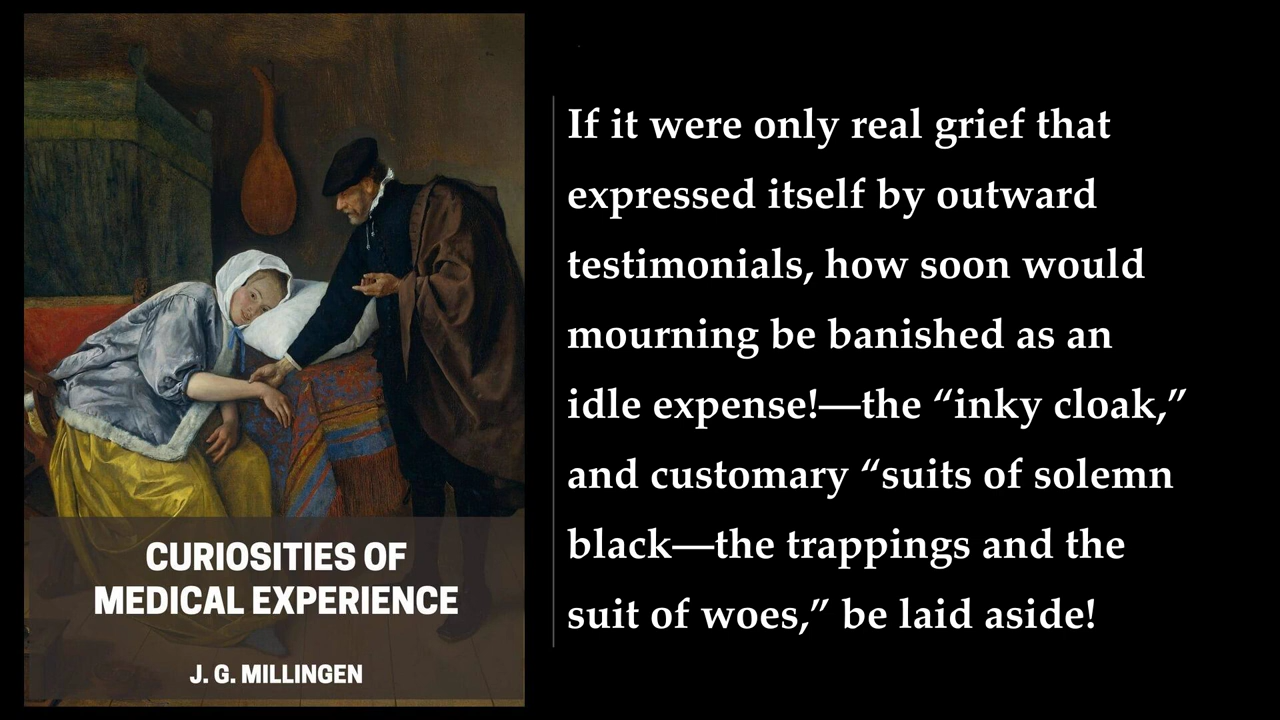 CURIOSITIES OF
MEDICAL EXPERIENCE
J. G. MILLINGEN
If it were only real grief that
expressed itself by outward
testimonials, how soon would
mourning be banished as an
idle expense!—the “inky cloak,”
and customary “suits of solemn
black—the trappings and the
suit of woes,” be laid aside!